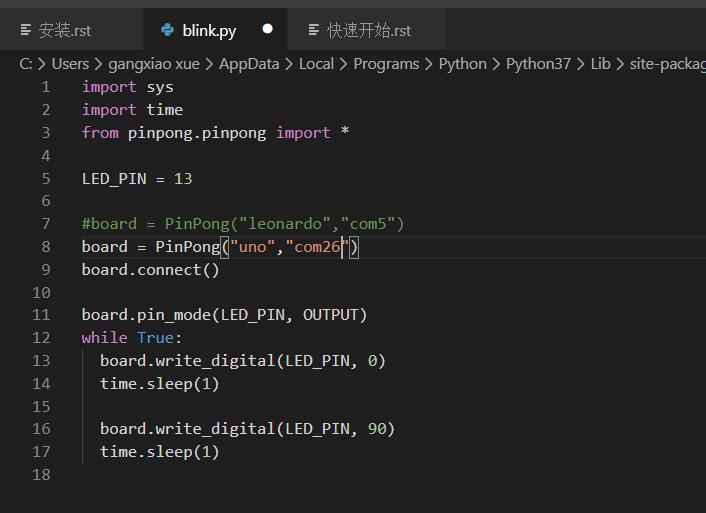 安装.rst blink.py 快速开始.rst
C: > Users > gangxiao xue > AppData > Local > Programs > Python > Python37 > Lib > site-packag
1 import sys
2 import time
3 from pinpong.pinpong import *
4
5 LED_PIN = 13
6
7 #board = PinPong("leonardo","com5")
8 board = PinPong("uno","com26")
9 board.connect()
10
11 board.pin_mode(LED_PIN, OUTPUT)
12 while True:
13 board.write_digital(LED_PIN, 0)
14 time.sleep(1)
15
16 board.write_digital(LED_PIN, 90)
17 time.sleep(1)
18